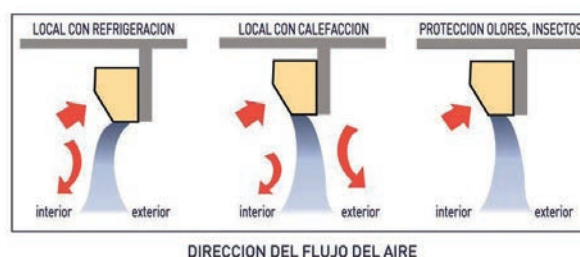 LOCAL CON REFRIGERACION
LOCAL CON CALEFACCION
PROTECCION OLORES, INSECTOS
interior exterior
interior exterior
interior exterior
DIRECCION DEL FLUJO DEL AIRE